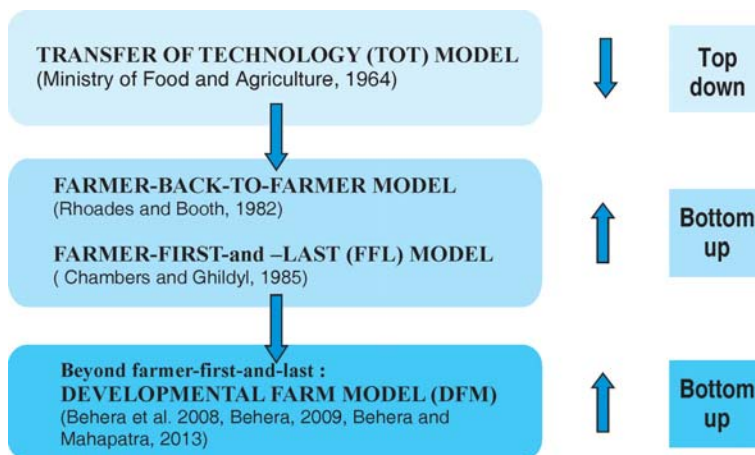 TRANSFER OF TECHNOLOGY (TOT) MODEL
(Ministry of Food and Agriculture, 1964)
Top
down
FARMER-BACK-TO-FARMER MODEL
(Rhoades and Booth, 1982)
FARMER-FIRST-and –LAST (FFL) MODEL
( Chambers and Ghildyl, 1985)
Bottom
up
Beyond farmer-first-and-last :
DEVELOPMENTAL FARM MODEL (DFM)
(Behera et al. 2008, Behera, 2009, Behera and
Mahapatra, 2013)
Bottom
up